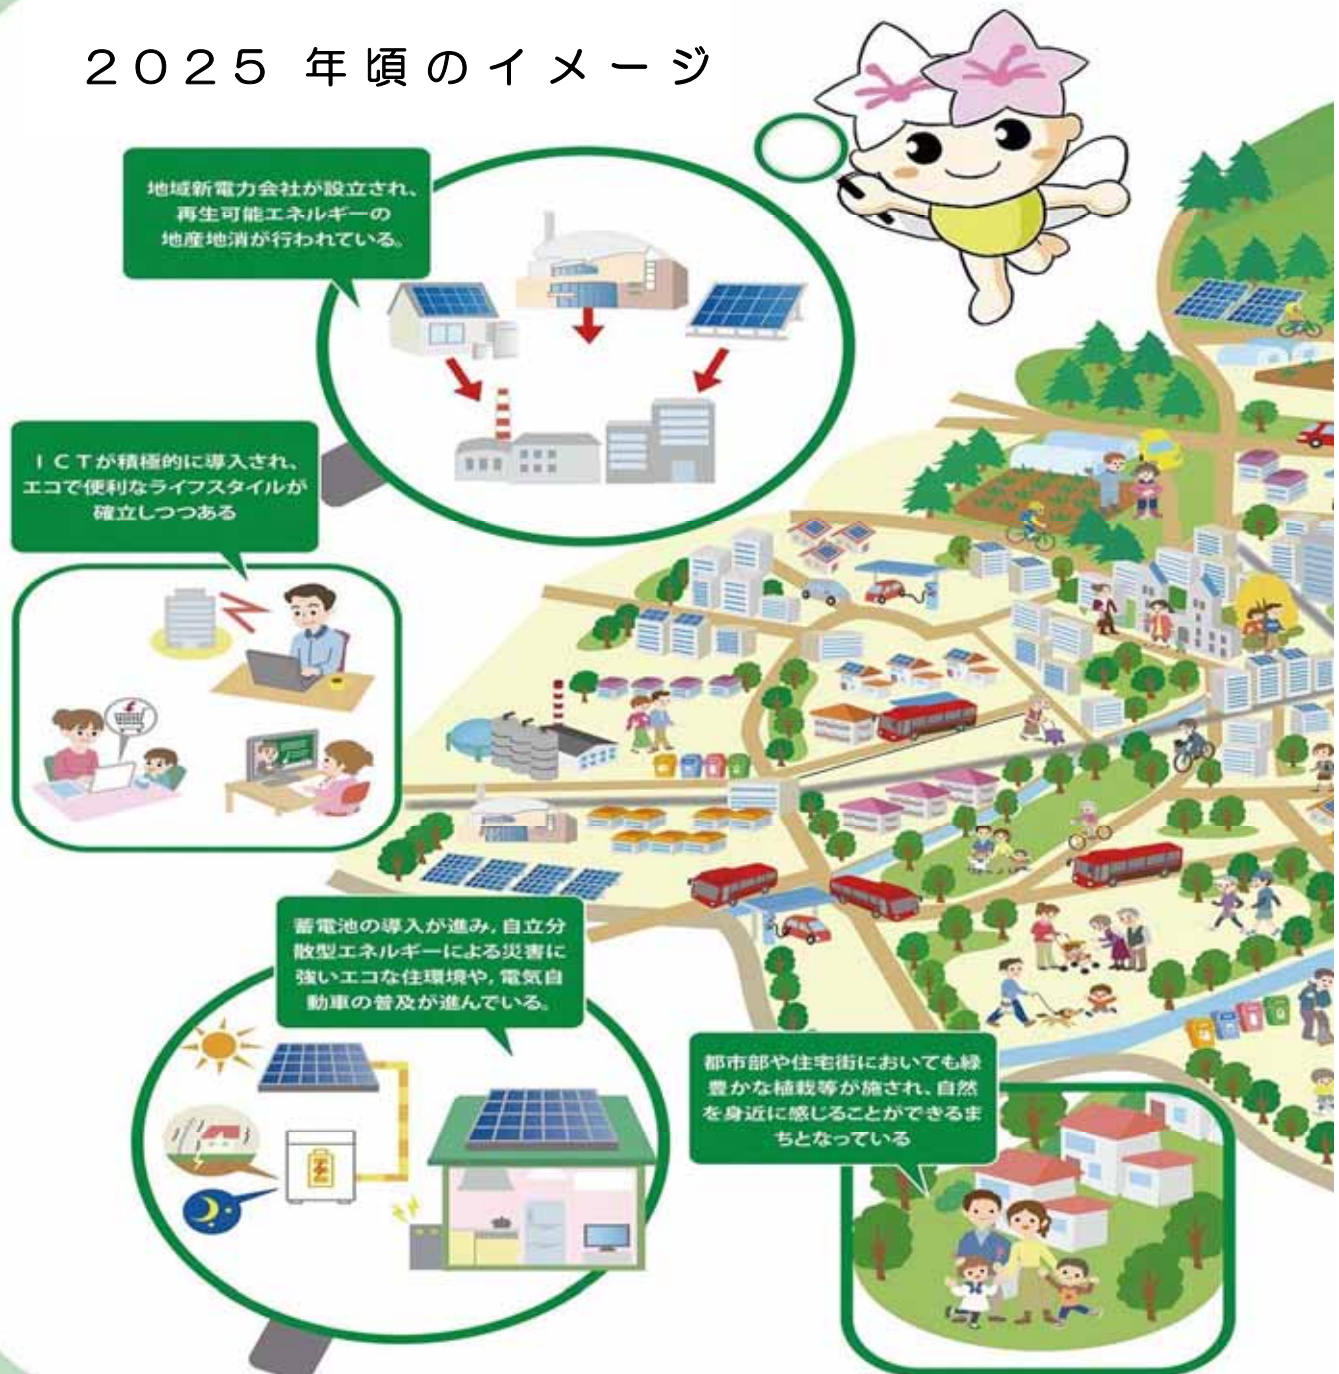 2025 年頃のイメージ
地域新電力会社が設立され、
再生可能エネルギーの
地産地消が行われている。
ICTが積極的に導入され、
エコで便利なライフスタイルが
確立しつつある
蓄電池の導入が進み,自立分
散型エネルギーによる災害に
強いエコな住環境や,電気自
動車の普及が進んでいる。
都市部や住宅街においても緑
豊かな植栽等が施され、自然
を身近に感じることができるま
ちとなっている